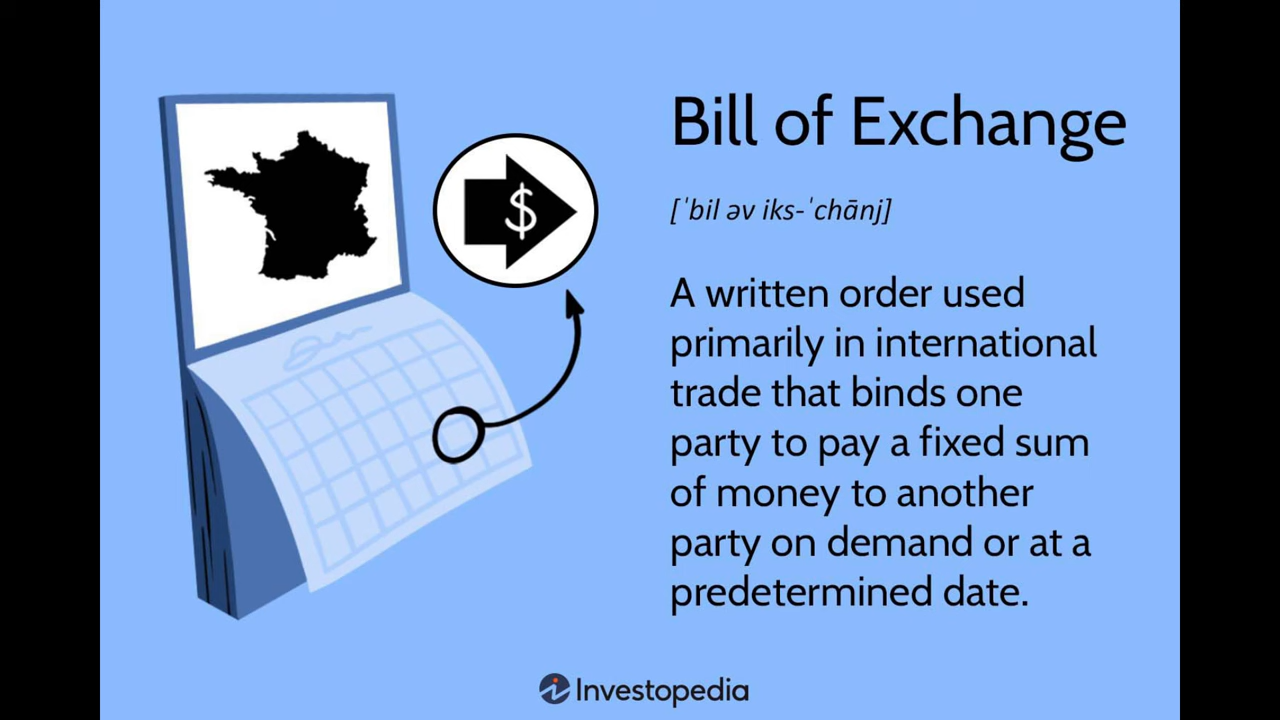 Bill of Exchange
[ˈbil əv iks-ˈchānj]
A written order used
primarily in international
trade that binds one
party to pay a fixed sum
of money to another
party on demand or at a
predetermined date.
$
Investopedia